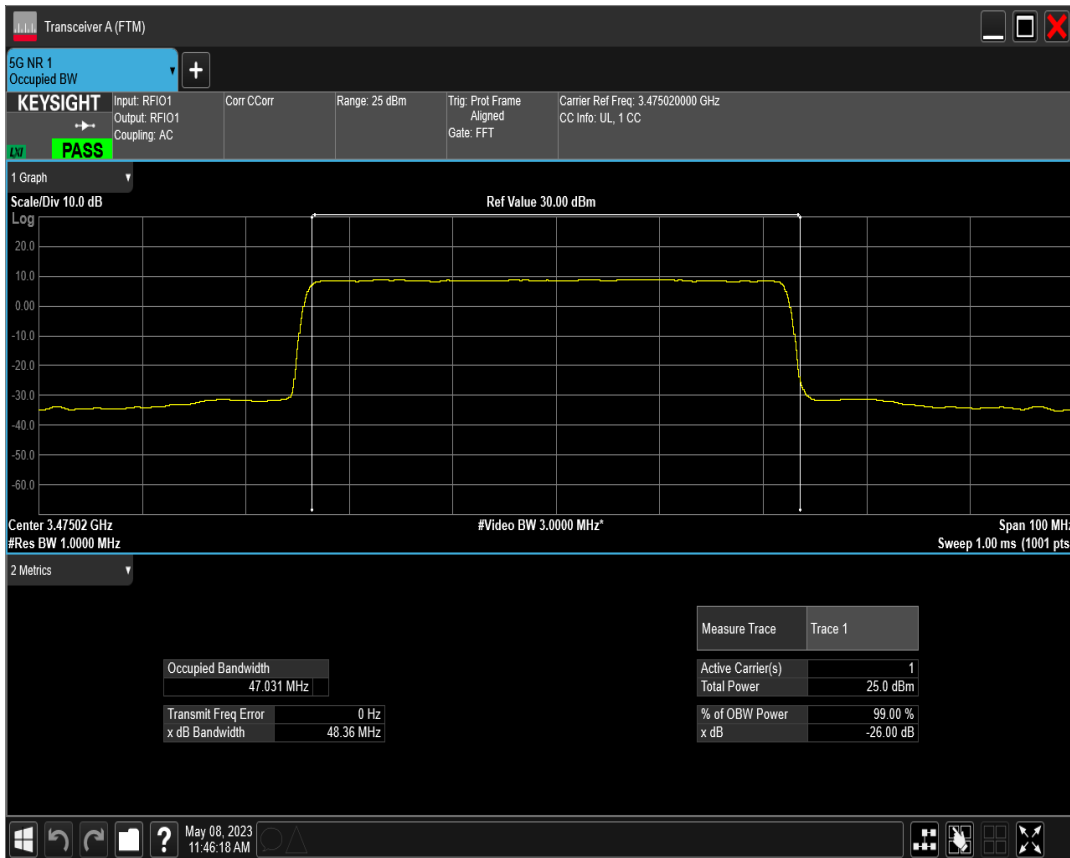 Transceiver A (FTM)
5G NR 1
Occupied BW
+
KEYSIGHT
LXI
PASS
Input: RFIO1
Output: RFIO1
Coupling: AC
Corr CCorr
Range: 25 dBm
Trig: Prot Frame
Aligned
Gate: FFT
Carrier Ref Freq: 3.475020000 GHz
CC Info: UL, 1 CC
1 Graph
Scale/Div 10.0 dB
Ref Value 30.00 dBm
Log
20.0
10.0
0.00
-10.0
-20.0
-30.0
-40.0
-50.0
-60.0
Center 3.47502 GHz
#Video BW 3.0000 MHz*
Span 100 MHz
#Res BW 1.0000 MHz
Sweep 1.00 ms (1001 pts
2 Metrics
Measure Trace Trace 1
Occupied Bandwidth
47.031 MHz
Active Carrier(s) 1
Total Power 25.0 dBm
Transmit Freq Error 0 Hz
x dB Bandwidth 48.36 MHz
% of OBW Power 99.00 %
x dB -26.00 dB
?
May 08, 2023
11:46:18 AM